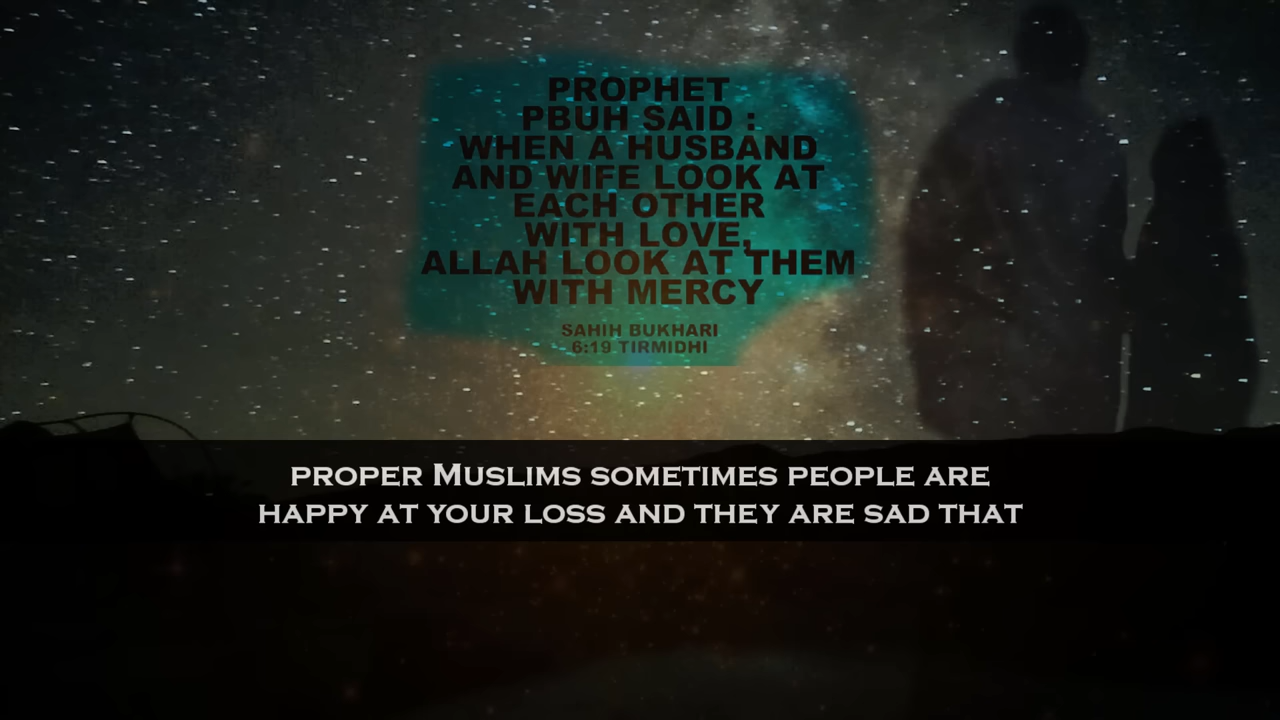 PROPHET
PBUH SAID :
WHEN A HUSBAND
AND WIFE LOOK AT
EACH OTHER
WITH LOVE,
ALLAH LOOK AT THEM
WITH MERCY
SAHIH BUKHARI
6:19 TIRMIDHI
PROPER MUSLIMS SOMETIMES PEOPLE ARE
HAPPY AT YOUR LOSS AND THEY ARE SAD THAT